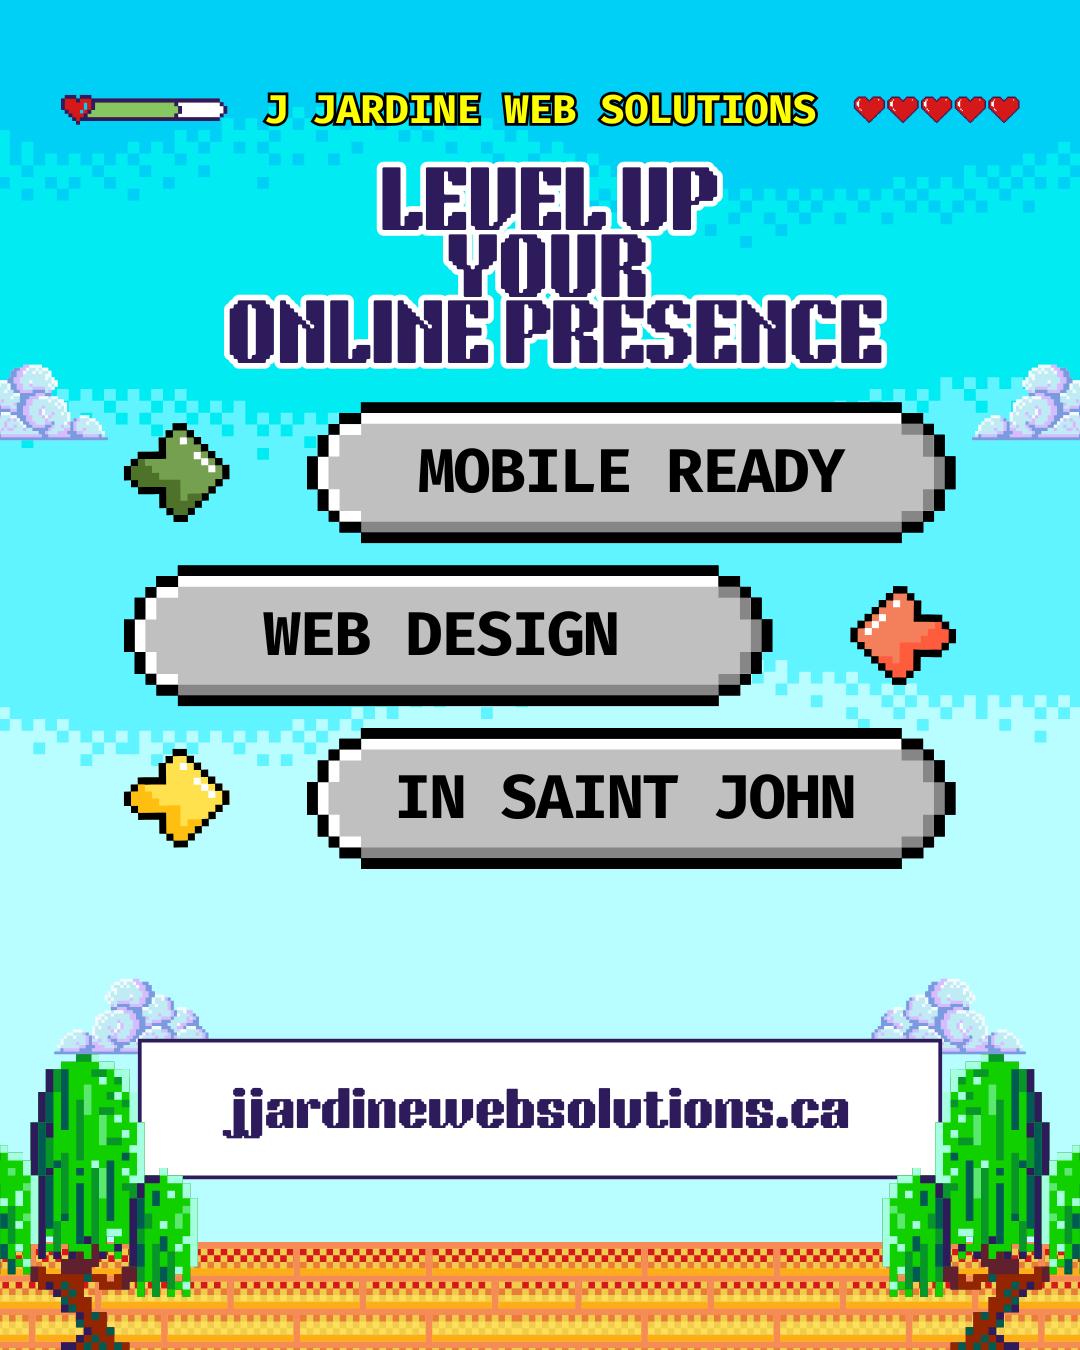 J JARDINE WEB SOLUTIONS
LEVEL UP
YOUR
ONLINE PRESENCE
MOBILE READY
WEB DESIGN
IN SAINT JOHN
jjardinewebsolutions.ca